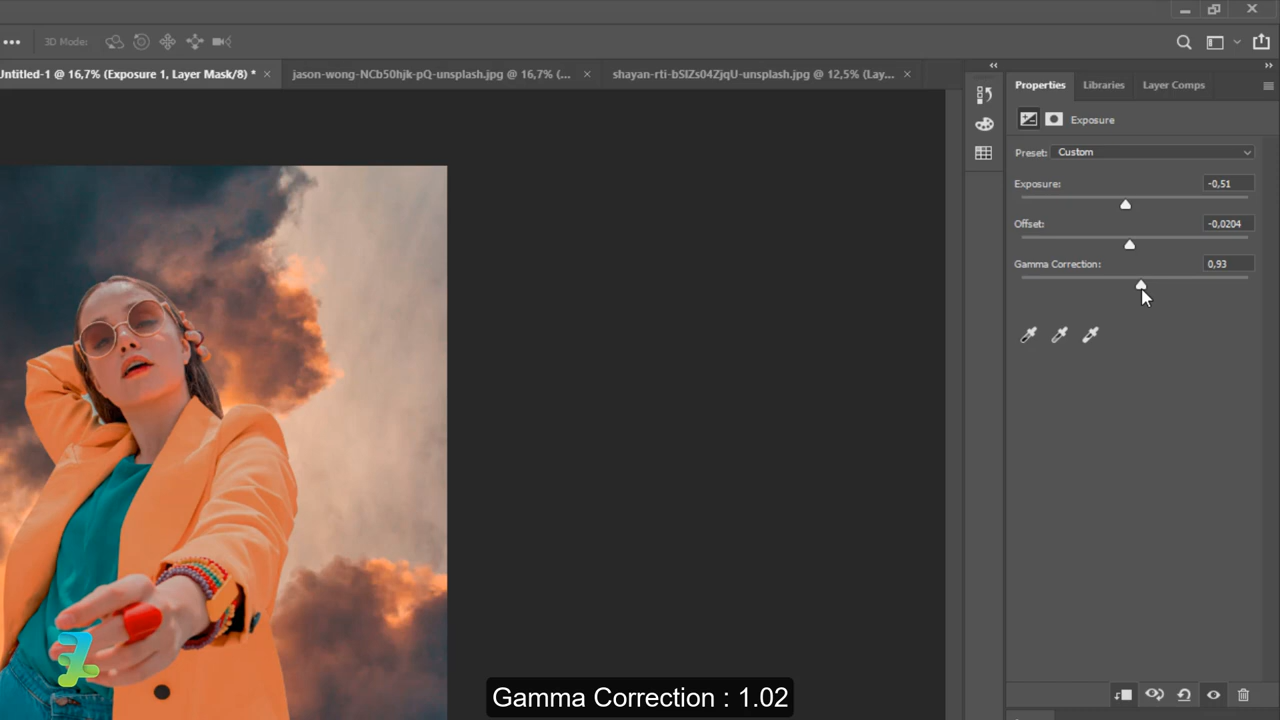 3D Mode:
Untitled-1 @ 16,7% (Exposure 1, Layer Mask/8) *
jason-wong-NCb50hjk-pQ-unsplash.jpg @ 16,7% (...
shayan-rti-bSIZs04ZjqU-unsplash.jpg @ 12,5% (Lay...
Properties
Libraries
Layer Comps
Exposure
Preset: Custom
Exposure: -0,51
Offset: -0,0204
Gamma Correction: 0,93
Gamma Correction : 1.02